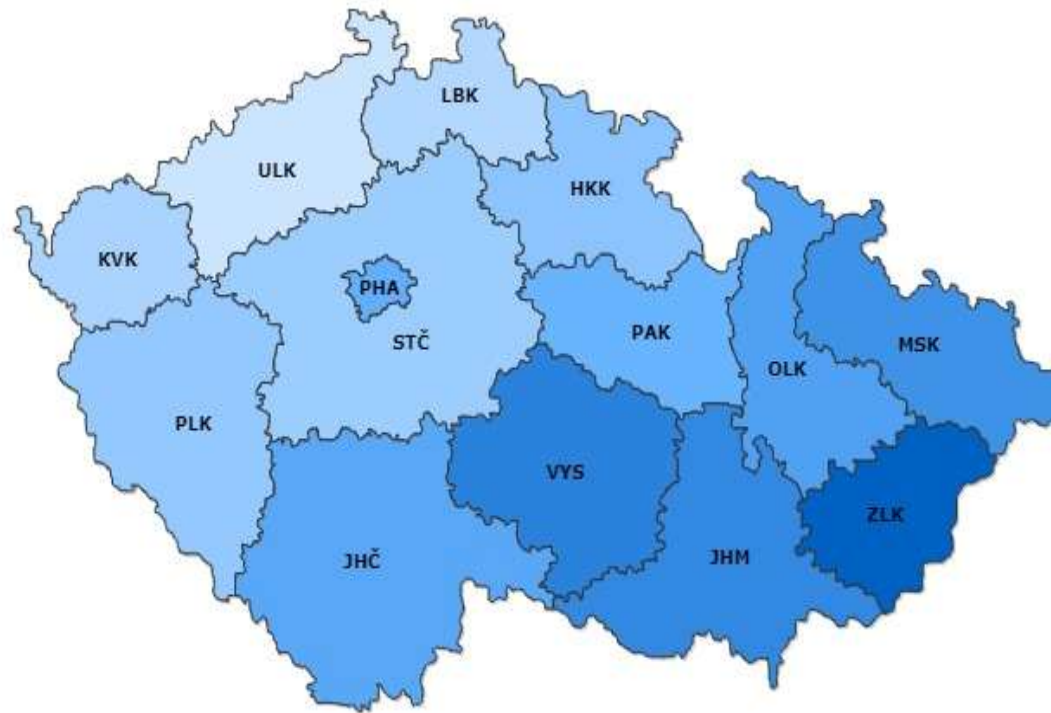 LBK
ULK
HKK
KVK
PHA
STČ
PAK
MSK
OLK
PLK
VYS
ZLK
JHČ
JHM